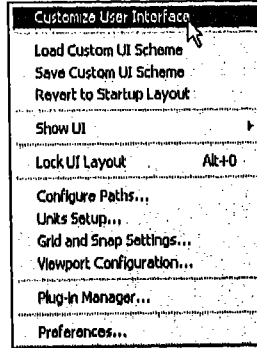 Customize User Interface
Load Custom UI Scheme
Save Custom UI Scheme
Revert to Startup Layout
Show UI
Lock UI Layout Alt+0
Configure Paths...
Units Setup...
Grid and Snap Settings...
Viewport Configuration...
Plug-in Manager...
Preferences...